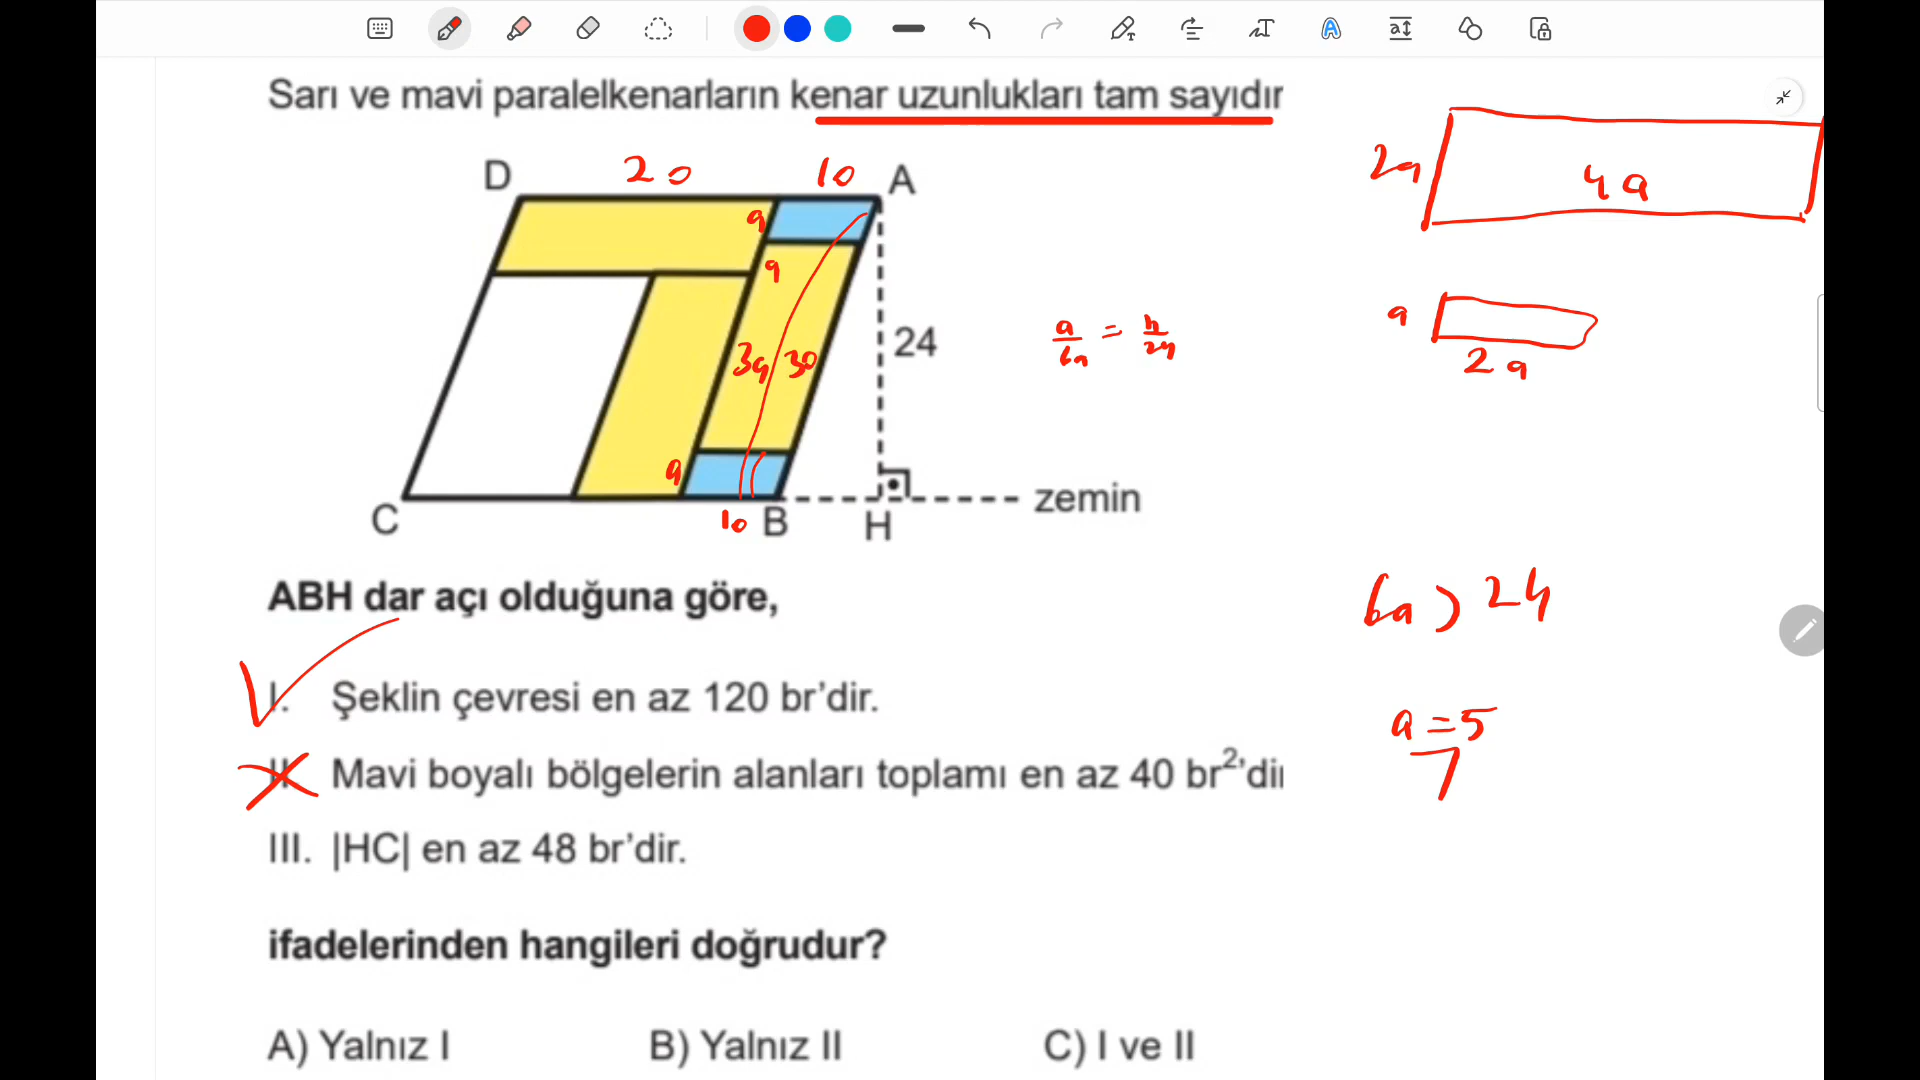 Sarı ve mavi paralelkenarların kenar uzunlukları tam sayıdır
D 20 10 A
2a 4a
a
a
a
2a
3a 30
24
a/6a = h/24
a
C 10 B H zemin
6a > 24
ABH dar açı olduğuna göre,
I. Şeklin çevresi en az 120 br’dir.
a = 5
II. Mavi boyalı bölgelerin alanları toplamı en az 40 br²’di
III. |HC| en az 48 br’dir.
ifadelerinden hangileri doğrudur?
A) Yalnız I B) Yalnız II C) I ve II